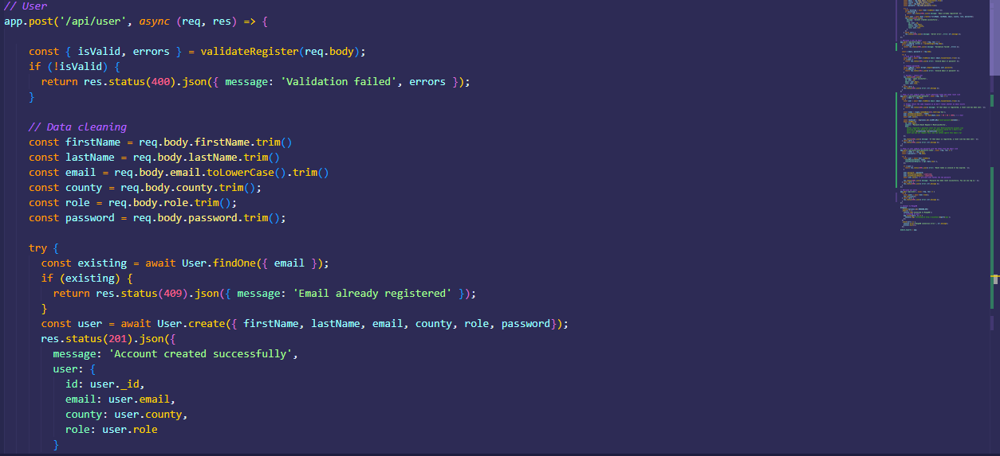 // User
app.post('/api/user', async (req, res) => {
const { isValid, errors } = validateRegister(req.body);
if (!isValid) {
return res.status(400).json({ message: 'Validation failed', errors });
}
// Data cleaning
const firstName = req.body.firstName.trim()
const lastName = req.body.lastName.trim()
const email = req.body.email.toLowerCase().trim()
const county = req.body.county.trim();
const role = req.body.role.trim();
const password = req.body.password.trim();
try {
const existing = await User.findOne({ email });
if (existing) {
return res.status(409).json({ message: 'Email already registered' });
}
const user = await User.create({ firstName, lastName, email, county, role, password});
res.status(201).json({
message: 'Account created successfully',
user: {
id: user._id,
email: user.email,
county: user.county,
role: user.role
}